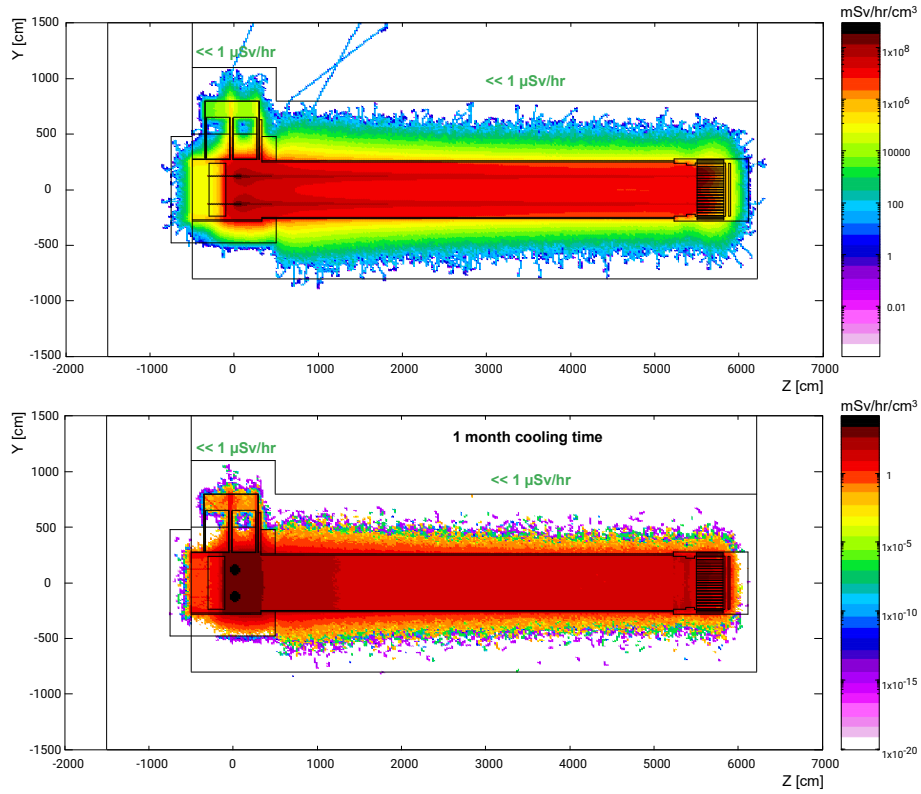 mSv/hr/cm³
Y [cm]
1500
1000
500
0
-500
-1000
-1500
<< 1 µSv/hr
<< 1 µSv/hr
1x10⁸
1x10⁶
10000
100
1
0.01
-2000 -1000 0 1000 2000 3000 4000 5000 6000 7000
Z [cm]
mSv/hr/cm³
Y [cm]
1500
1000
500
0
-500
-1000
-1500
1 month cooling time
<< 1 µSv/hr
<< 1 µSv/hr
1
1x10⁻⁵
1x10⁻¹⁰
1x10⁻¹⁵
1x10⁻²⁰
-2000 -1000 0 1000 2000 3000 4000 5000 6000 7000
Z [cm]